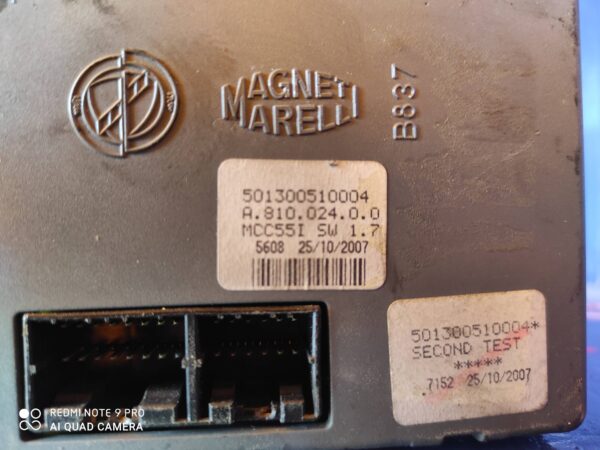 MAGNETI
MARELLI
B837
501300510004
A.810.024.0.0
MCC55I SW 1.7
5608 25/10/2007
501300510004*
SECOND TEST
*****
.7152 25/10/2007
REDMI NOTE 9 PRO
AI QUAD CAMERA